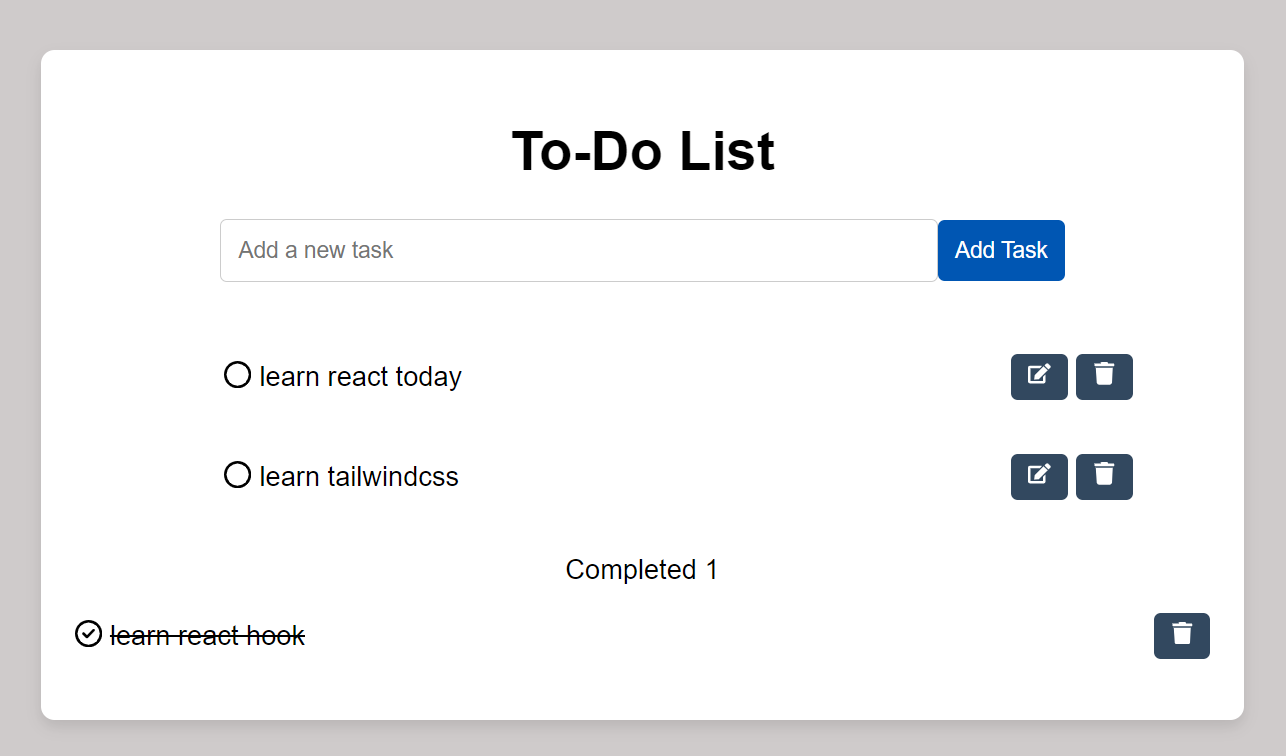 To-Do List
Add a new task Add Task
learn react today
learn tailwindcss
Completed 1
learn react hook